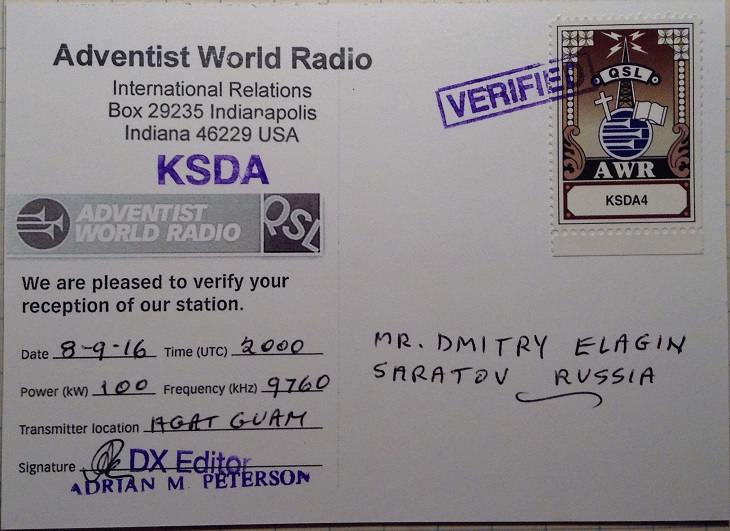 Adventist World Radio
International Relations
Box 29235 Indianapolis
Indiana 46229 USA
KSDA
ADVENTIST
WORLD RADIO
QSL
We are pleased to verify your
reception of our station.
Date 8-9-16 Time (UTC) 2000
Power (kW) 100 Frequency (kHz) 9760
Transmitter location AGAT GUAM
Signature DX Editor
ADRIAN M. PETERSON
VERIFIED
QSL
AWR
KSDA4
MR. DMITRY ELAGIN
SARATOV RUSSIA